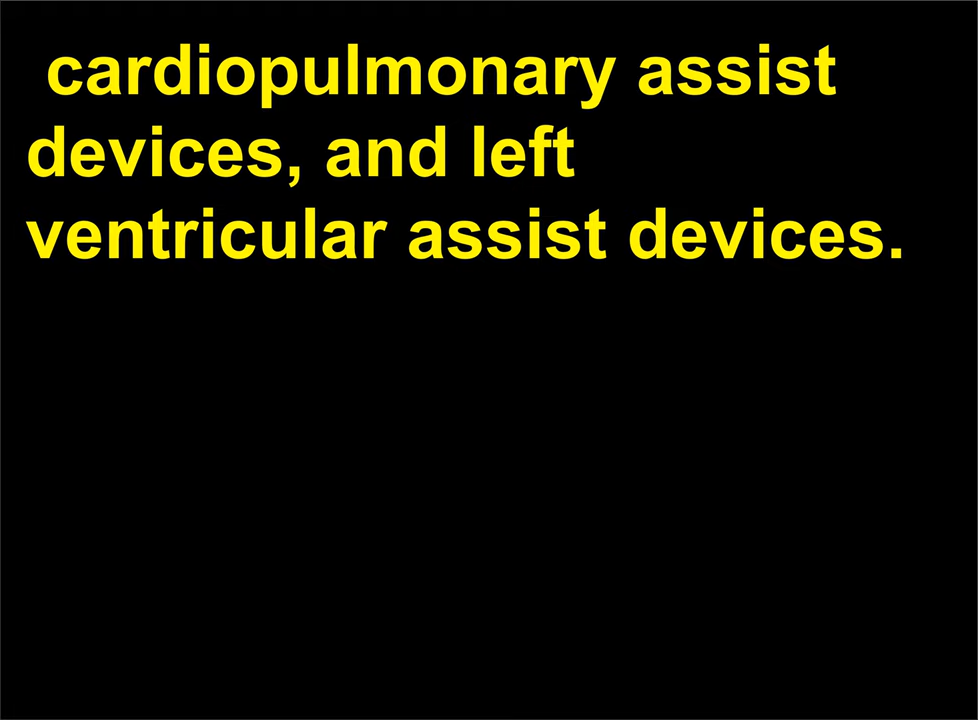 cardiopulmonary assist
devices, and left
ventricular assist devices.